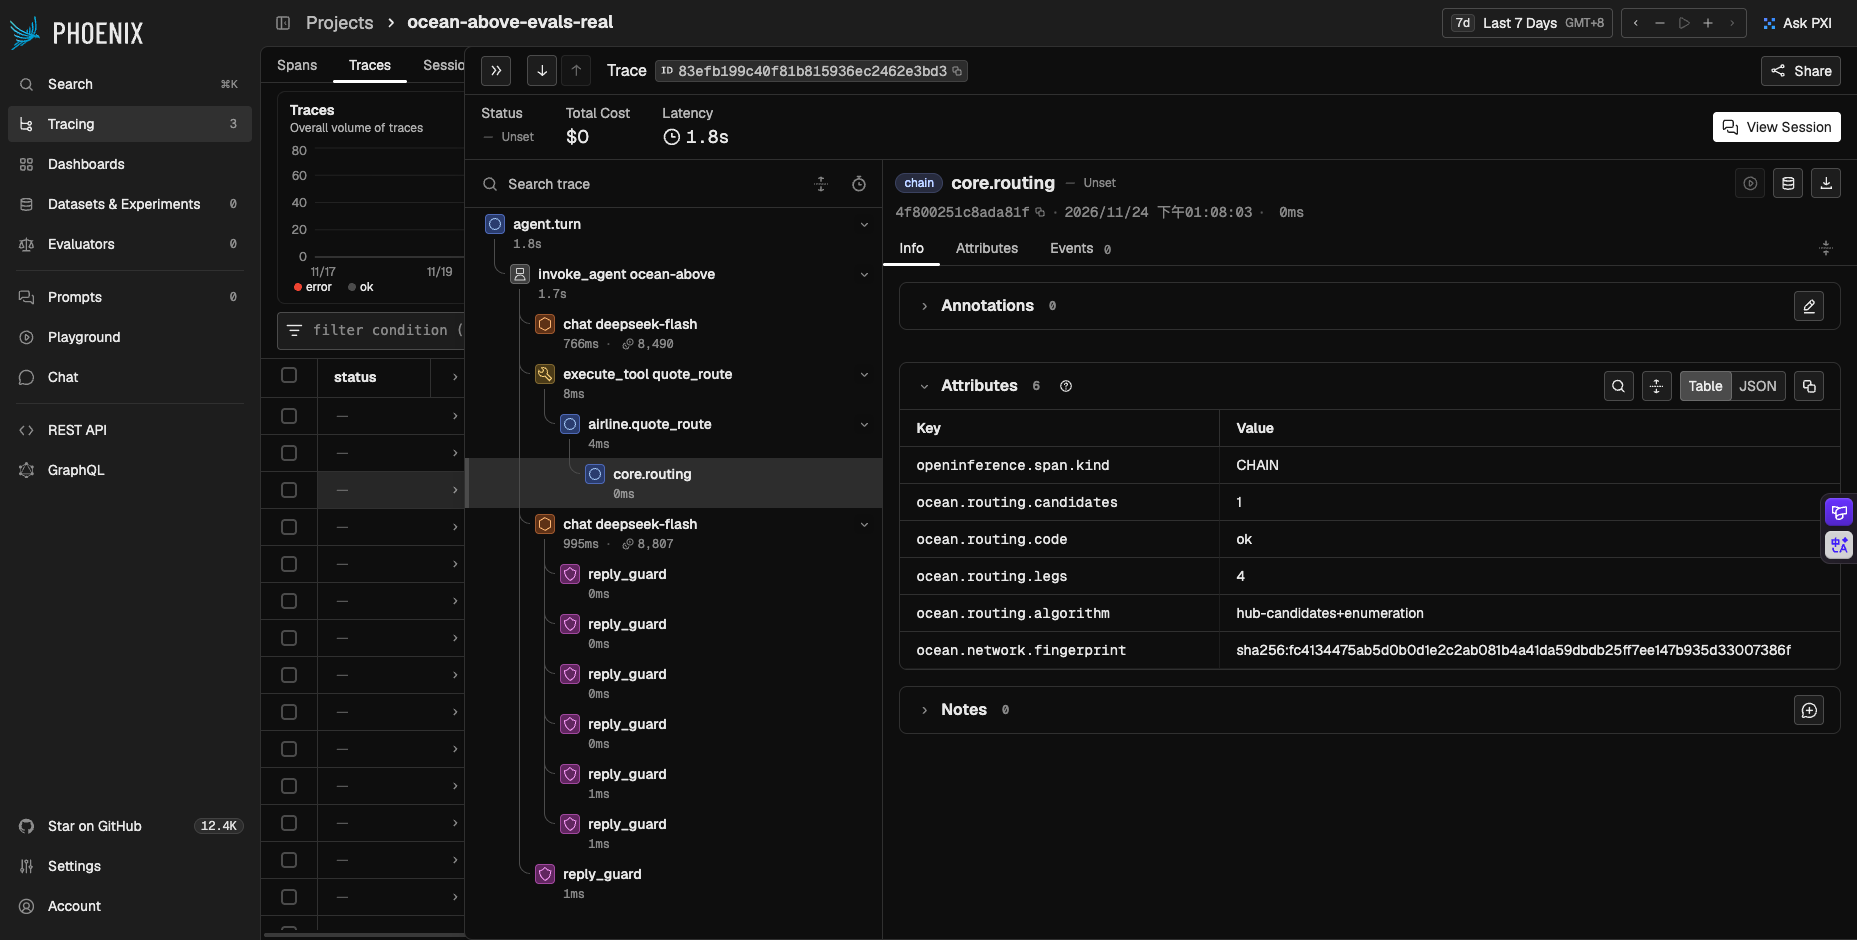 PHOENIX
Search
⌘K
Tracing
3
Dashboards
Datasets & Experiments
0
Evaluators
0
Prompts
0
Playground
Chat
REST API
GraphQL
Star on GitHub
12.4K
Settings
Account
Projects › ocean-above-evals-real
7d Last 7 Days GMT+8
Ask PXI
Spans
Traces
Sessio
Traces
Overall volume of traces
80
60
40
20
0
11/17
11/19
error
ok
filter condition (
status
Trace
ID 83efb199c40f81b815936ec2462e3bd3
Share
Status
— Unset
Total Cost
$0
Latency
1.8s
View Session
Search trace
agent.turn
1.8s
invoke_agent ocean-above
1.7s
chat deepseek-flash
766ms · 8,490
execute_tool quote_route
8ms
airline.quote_route
4ms
core.routing
0ms
chat deepseek-flash
995ms · 8,807
reply_guard
0ms
reply_guard
0ms
reply_guard
0ms
reply_guard
0ms
reply_guard
1ms
reply_guard
1ms
reply_guard
1ms
chain core.routing — Unset
4f800251c8ada81f · 2026/11/24 下午01:08:03 · 0ms
Info
Attributes
Events 0
Annotations 0
Attributes 6
Table
JSON
Key Value
openinference.span.kind CHAIN
ocean.routing.candidates 1
ocean.routing.code ok
ocean.routing.legs 4
ocean.routing.algorithm hub-candidates+enumeration
ocean.network.fingerprint sha256:fc4134475ab5d0b0d1e2c2ab081b4a41da59dbdb25ff7ee147b935d33007386f
Notes 0